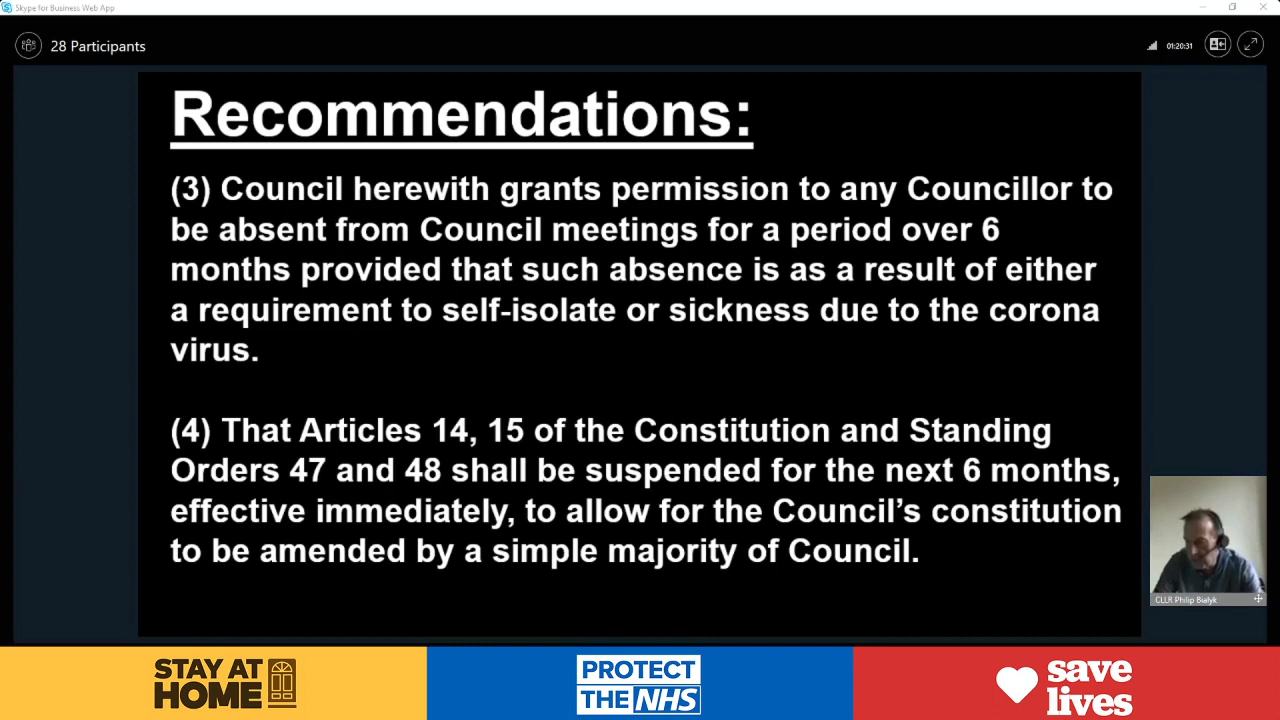 Skype for Business Web App
28 Participants
01:20:31
Recommendations:
(3) Council herewith grants permission to any Councillor to
be absent from Council meetings for a period over 6
months provided that such absence is as a result of either
a requirement to self-isolate or sickness due to the corona
virus.
(4) That Articles 14, 15 of the Constitution and Standing
Orders 47 and 48 shall be suspended for the next 6 months,
effective immediately, to allow for the Council’s constitution
to be amended by a simple majority of Council.
CLLR Philip Bialyk
STAY AT
HOME
PROTECT
THE NHS
save
lives